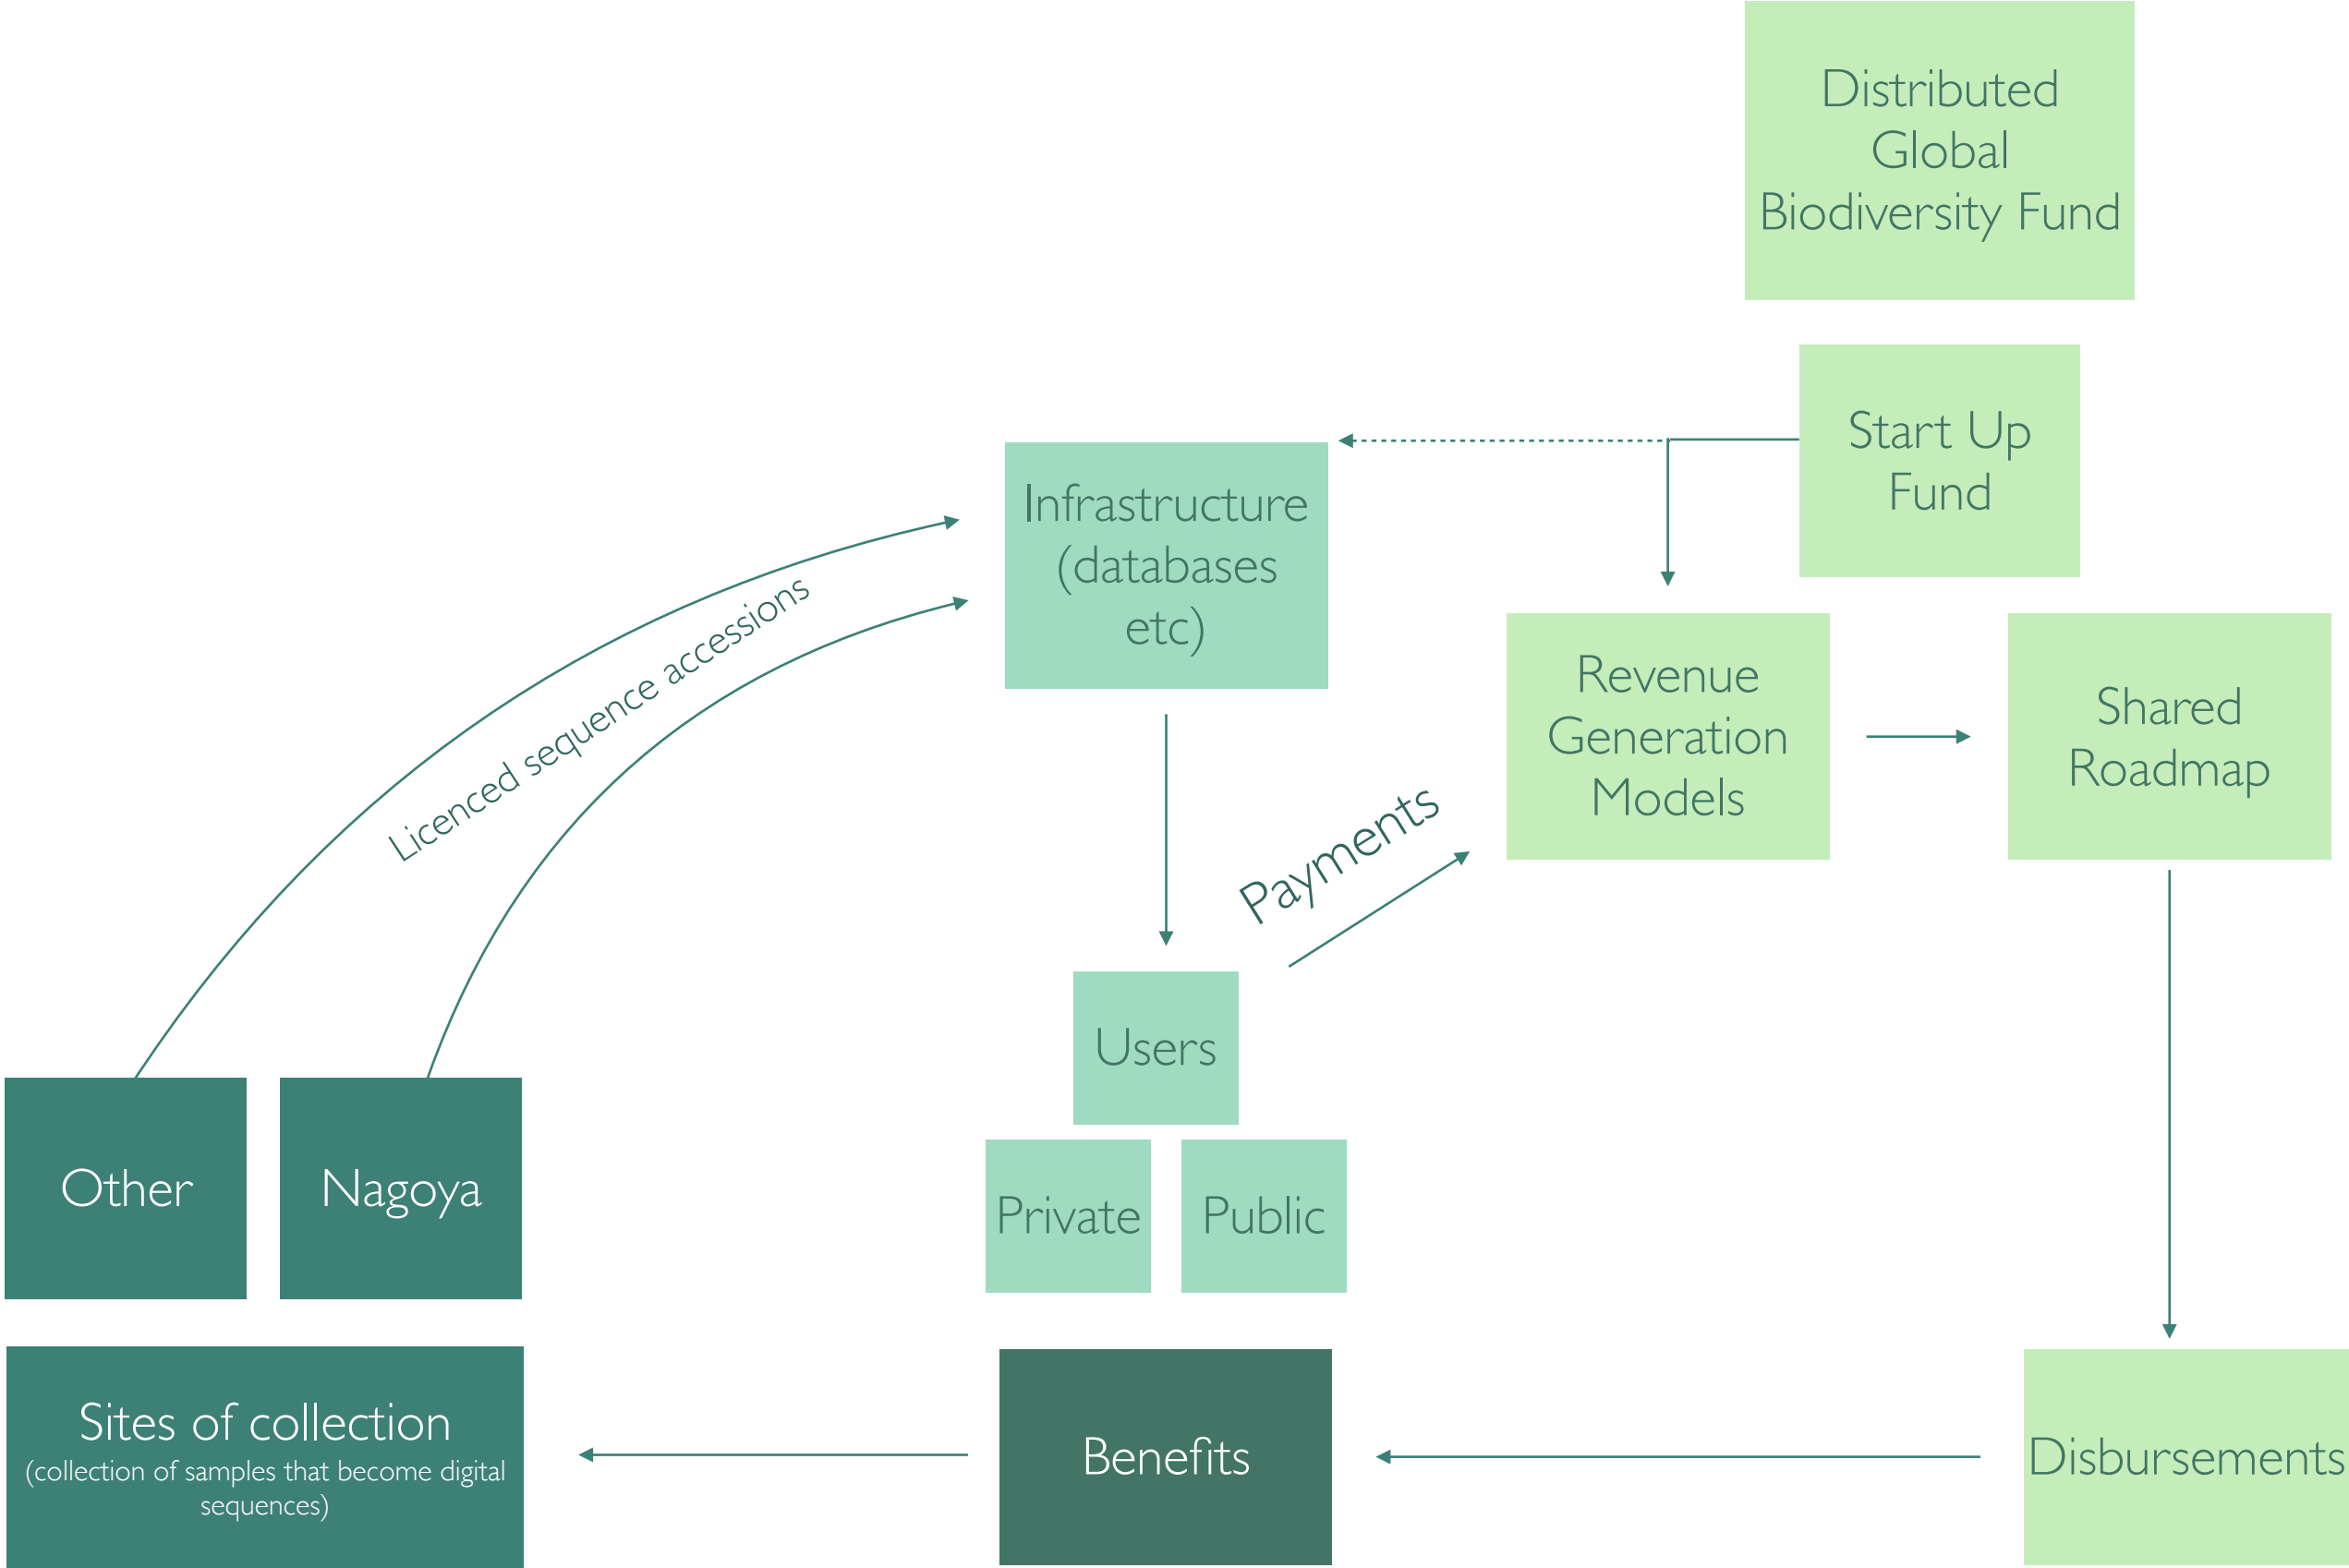 Distributed
Global
Biodiversity Fund
Start Up
Fund
Infrastructure
(databases
etc)
Licenced sequence accessions
Revenue
Generation
Models
Shared
Roadmap
Payments
Users
Other
Nagoya
Private
Public
Sites of collection
(collection of samples that become digital
sequences)
Benefits
Disbursements